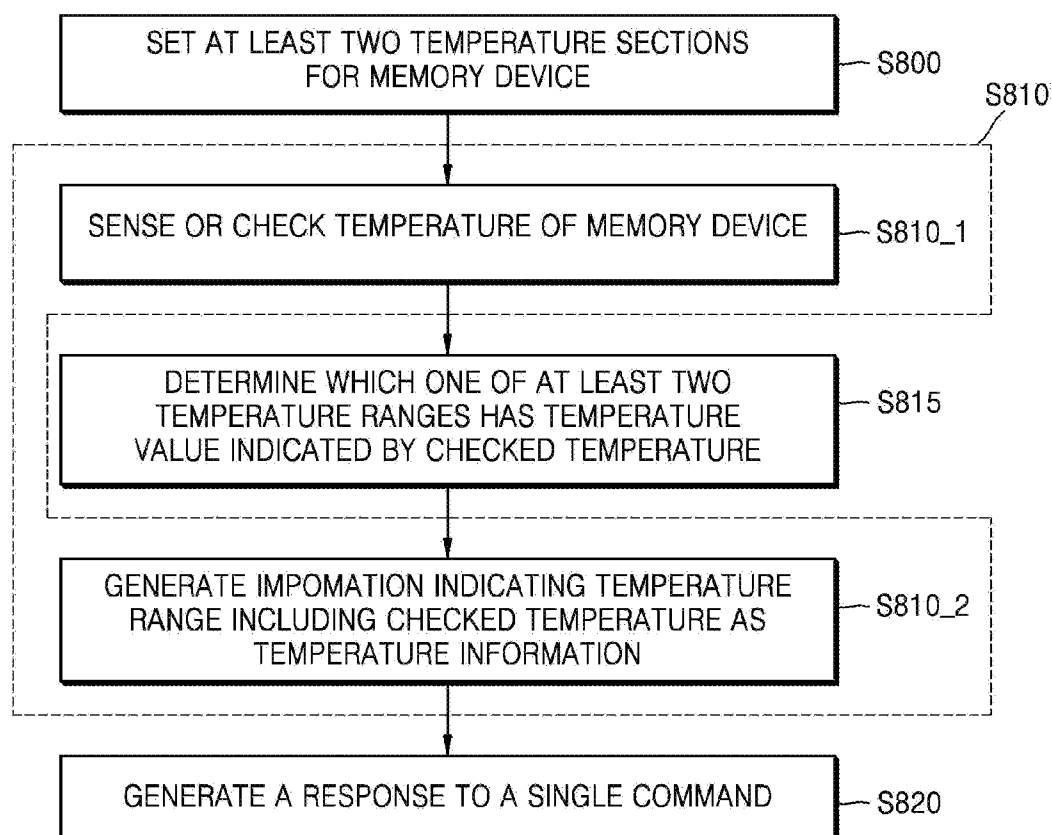 SET AT LEAST TWO TEMPERATURE SECTIONS
FOR MEMORY DEVICE
S800
S810
SENSE OR CHECK TEMPERATURE OF MEMORY DEVICE
S810_1
DETERMINE WHICH ONE OF AT LEAST TWO
TEMPERATURE RANGES HAS TEMPERATURE
VALUE INDICATED BY CHECKED TEMPERATURE
S815
GENERATE IMPOMATION INDICATING TEMPERATURE
RANGE INCLUDING CHECKED TEMPERATURE AS
TEMPERATURE INFORMATION
S810_2
GENERATE A RESPONSE TO A SINGLE COMMAND
S820